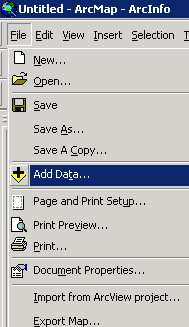 Untitled - ArcMap - ArcInfo
File Edit View Insert Selection
New...
Open...
Save
Save As...
Save A Copy...
Add Data...
Page and Print Setup...
Print Preview...
Print...
Document Properties...
Import from ArcView project...
Export Map...